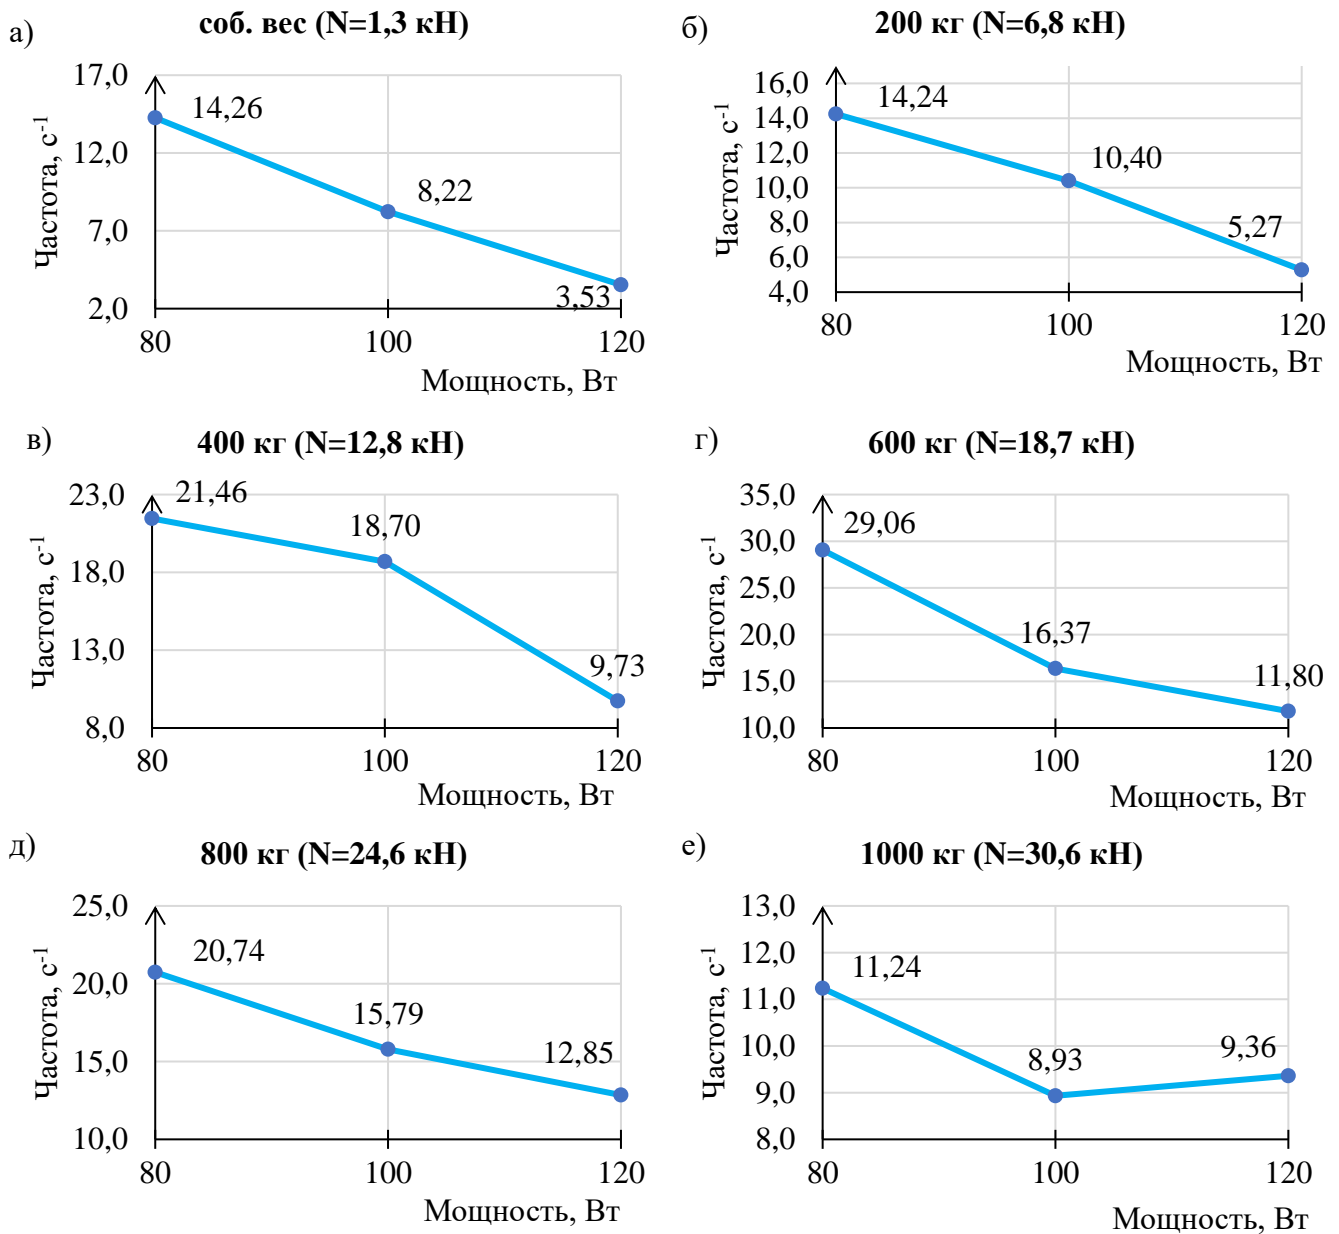 а)
соб. вес (N=1,3 кН)
17,0
12,0
7,0
2,0
Частота, с⁻¹
14,26
8,22
3,53
80 100 120
Мощность, Вт
б)
200 кг (N=6,8 кН)
16,0
14,0
12,0
10,0
8,0
6,0
4,0
Частота, с⁻¹
14,24
10,40
5,27
80 100 120
Мощность, Вт
в)
400 кг (N=12,8 кН)
23,0
18,0
13,0
8,0
Частота, с⁻¹
21,46
18,70
9,73
80 100 120
Мощность, Вт
г)
600 кг (N=18,7 кН)
35,0
30,0
25,0
20,0
15,0
10,0
Частота, с⁻¹
29,06
16,37
11,80
80 100 120
Мощность, Вт
д)
800 кг (N=24,6 кН)
25,0
20,0
15,0
10,0
Частота, с⁻¹
20,74
15,79
12,85
80 100 120
Мощность, Вт
е)
1000 кг (N=30,6 кН)
13,0
12,0
11,0
10,0
9,0
8,0
Частота, с⁻¹
11,24
8,93
9,36
80 100 120
Мощность, Вт